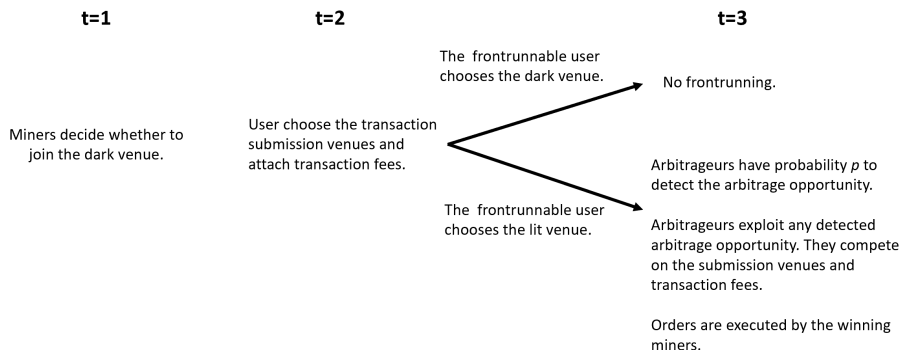 t=1
t=2
t=3
Miners decide whether to
join the dark venue.
User choose the transaction
submission venues and
attach transaction fees.
The frontrunnable user
chooses the dark venue.
No frontrunning.
The frontrunnable user
chooses the lit venue.
Arbitrageurs have probability p to
detect the arbitrage opportunity.
Arbitrageurs exploit any detected
arbitrage opportunity. They compete
on the submission venues and
transaction fees.
Orders are executed by the winning
miners.